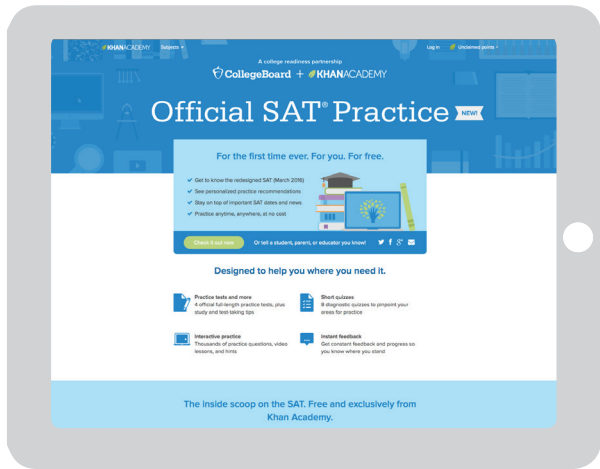 KHANACADEMY Subjects Log in Unclaimed points
A college readiness partnership
CollegeBoard + KHANACADEMY
Official SAT® Practice NEW!
For the first time ever. For you. For free.
Get to know the redesigned SAT (March 2016)
See personalized practice recommendations
Stay on top of important SAT dates and news
Practice anytime, anywhere, at no cost
Check it out now Or tell a student, parent, or educator you know!
Designed to help you where you need it.
Practice tests and more
4 official full-length practice tests, plus
study and test-taking tips
Short quizzes
8 diagnostic quizzes to pinpoint your
areas for practice
Interactive practice
Thousands of practice questions, video
lessons, and hints
Instant feedback
Get constant feedback and progress so
you know where you stand
The inside scoop on the SAT. Free and exclusively from
Khan Academy.